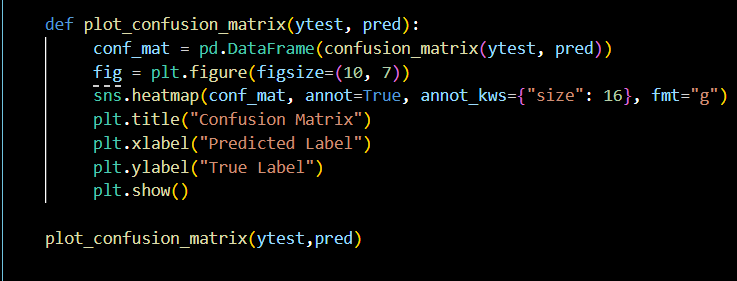 def plot_confusion_matrix(ytest, pred):
    conf_mat = pd.DataFrame(confusion_matrix(ytest, pred))
    fig = plt.figure(figsize=(10, 7))
    sns.heatmap(conf_mat, annot=True, annot_kws={"size": 16}, fmt="g")
    plt.title("Confusion Matrix")
    plt.xlabel("Predicted Label")
    plt.ylabel("True Label")
    plt.show()
plot_confusion_matrix(ytest,pred)